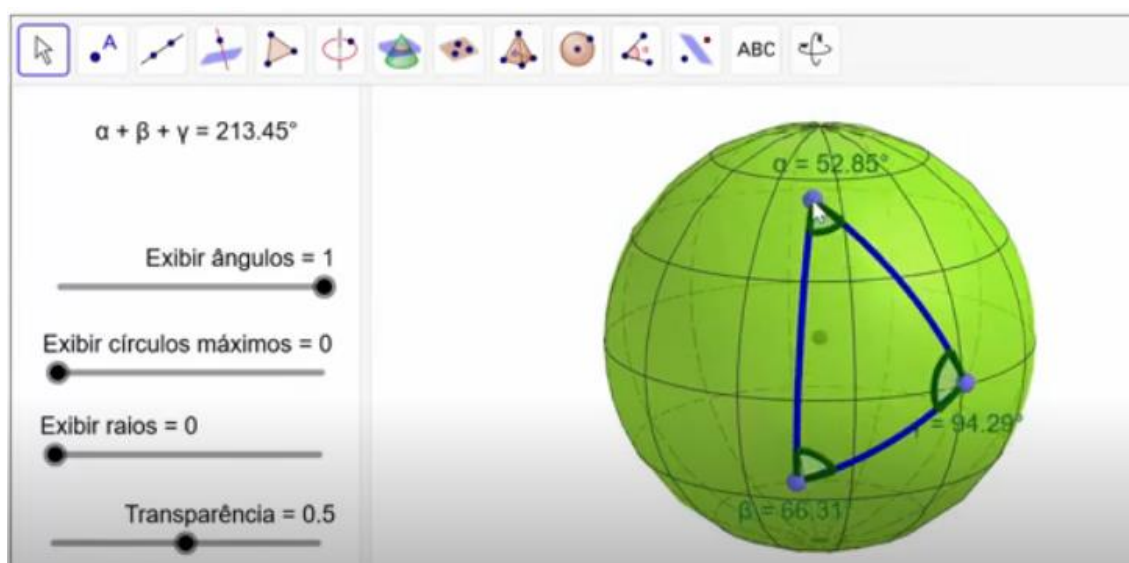 A
ABC
α + β + γ = 213.45°
Exibir ângulos = 1
Exibir círculos máximos = 0
Exibir raios = 0
Transparência = 0.5
α = 52.85°
= 94.29°
β = 66.31°